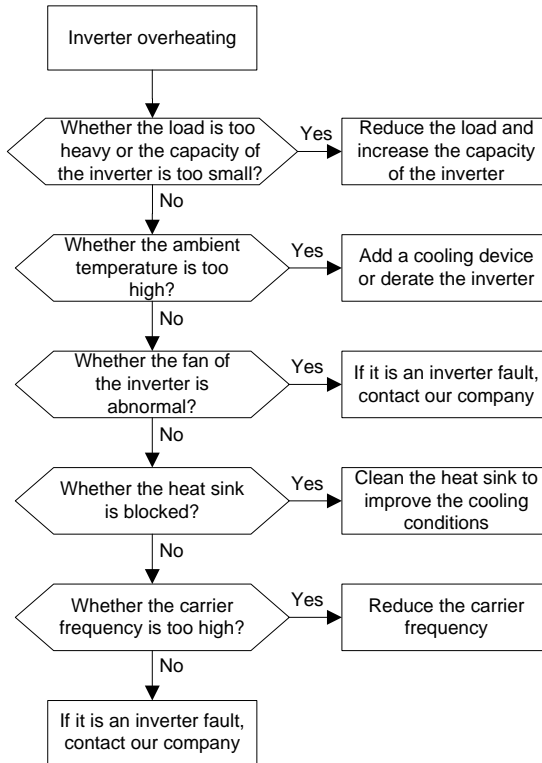 Inverter overheating
Whether the load is too
heavy or the capacity of
the inverter is too small?
Yes
Reduce the load and
increase the capacity
of the inverter
No
Whether the ambient
temperature is too
high?
Yes
Add a cooling device
or derate the inverter
No
Whether the fan of
the inverter is
abnormal?
Yes
If it is an inverter fault,
contact our company
No
Whether the heat sink
is blocked?
Yes
Clean the heat sink to
improve the cooling
conditions
No
Whether the carrier
frequency is too high?
Yes
Reduce the carrier
frequency
No
If it is an inverter fault,
contact our company